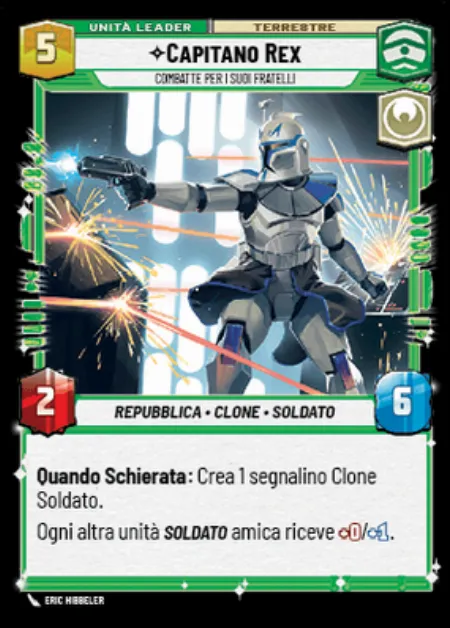 5
UNITÀ LEADER
TERRESTRE
CAPITANO REX
COMBATTE PER I SUOI FRATELLI
2
REPUBBLICA • CLONE • SOLDATO
6
Quando Schierata: Crea 1 segnalino Clone
Soldato.
Ogni altra unità SOLDATO amica riceve +0/+1.
ERIC HIBBELER